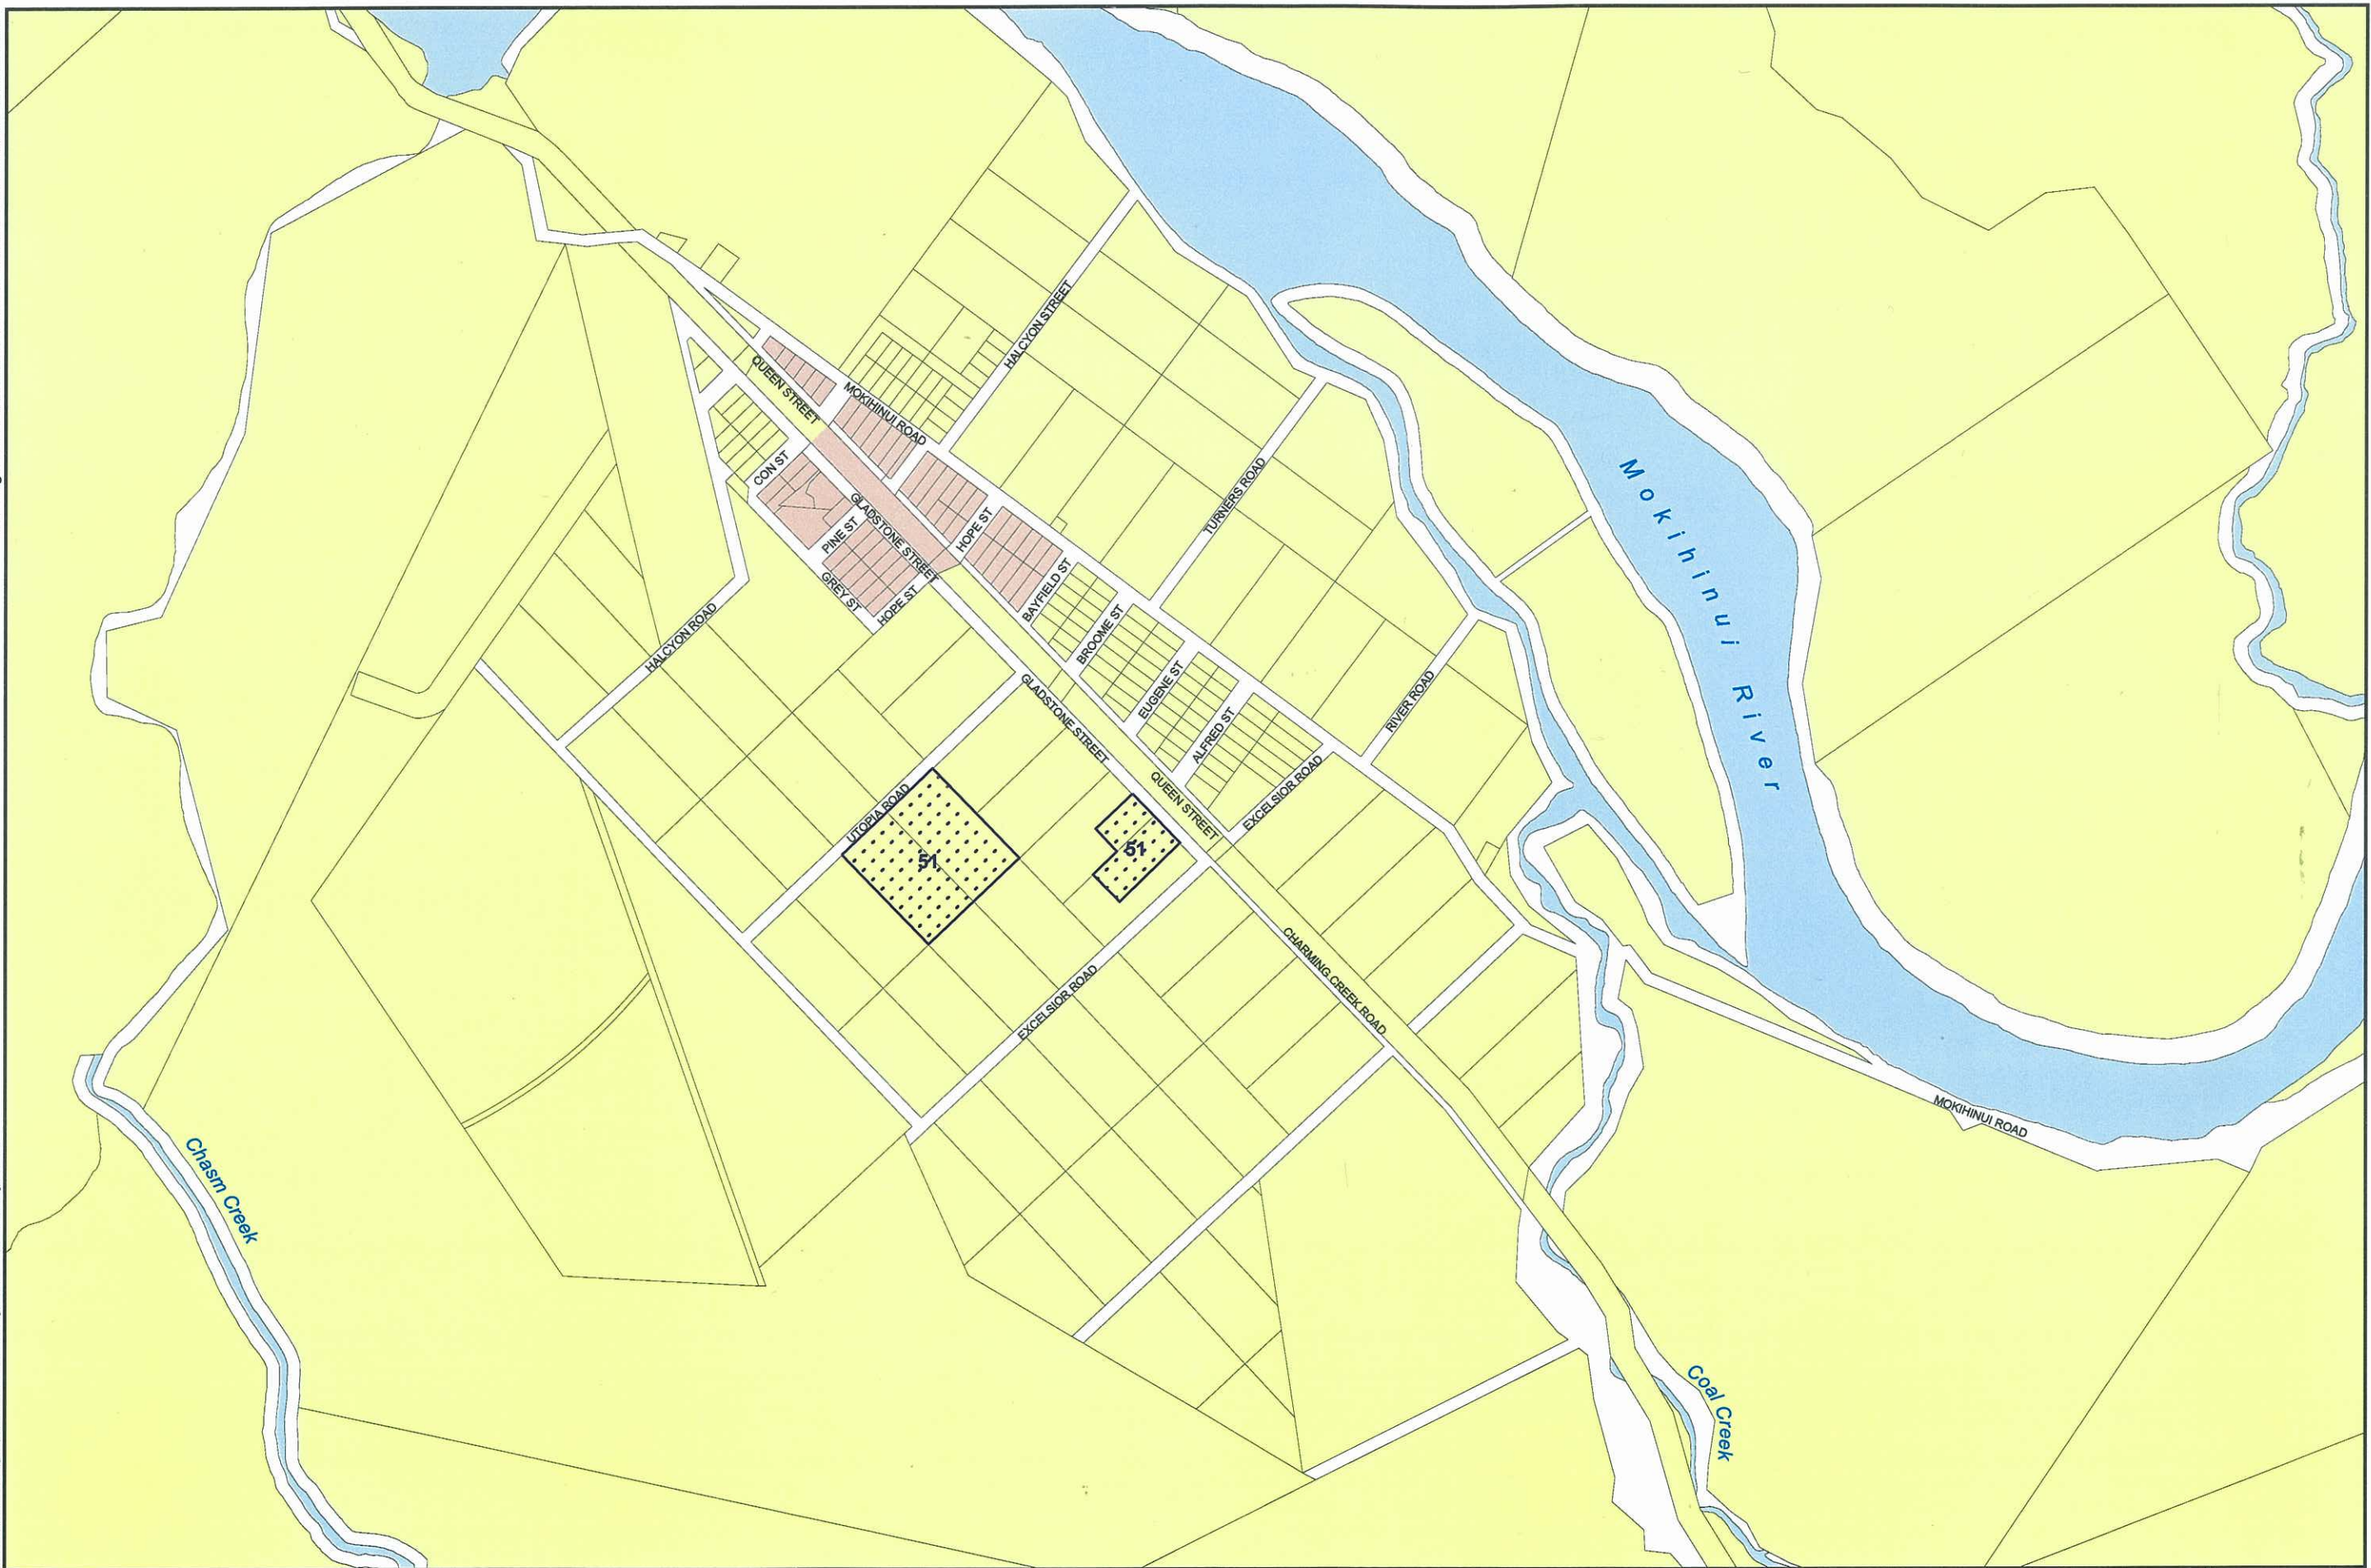 HALCYON STREET
QUEEN STREET
MOKIHINUI ROAD
CON ST
GLADSTONE STREET
PINE ST
HOPE ST
GREY ST
HOPE ST
BAYFIELD ST
TURNERS ROAD
BROOME ST
HALCYON ROAD
EUGENE ST
ALFRED ST
RIVER ROAD
GLADSTONE STREET
QUEEN STREET
EXCELSIOR ROAD
UTOPIA ROAD
51
51
Mokihinui River
CHARMING CREEK ROAD
EXCELSIOR ROAD
MOKIHINUI ROAD
Chasm Creek
Coal Creek